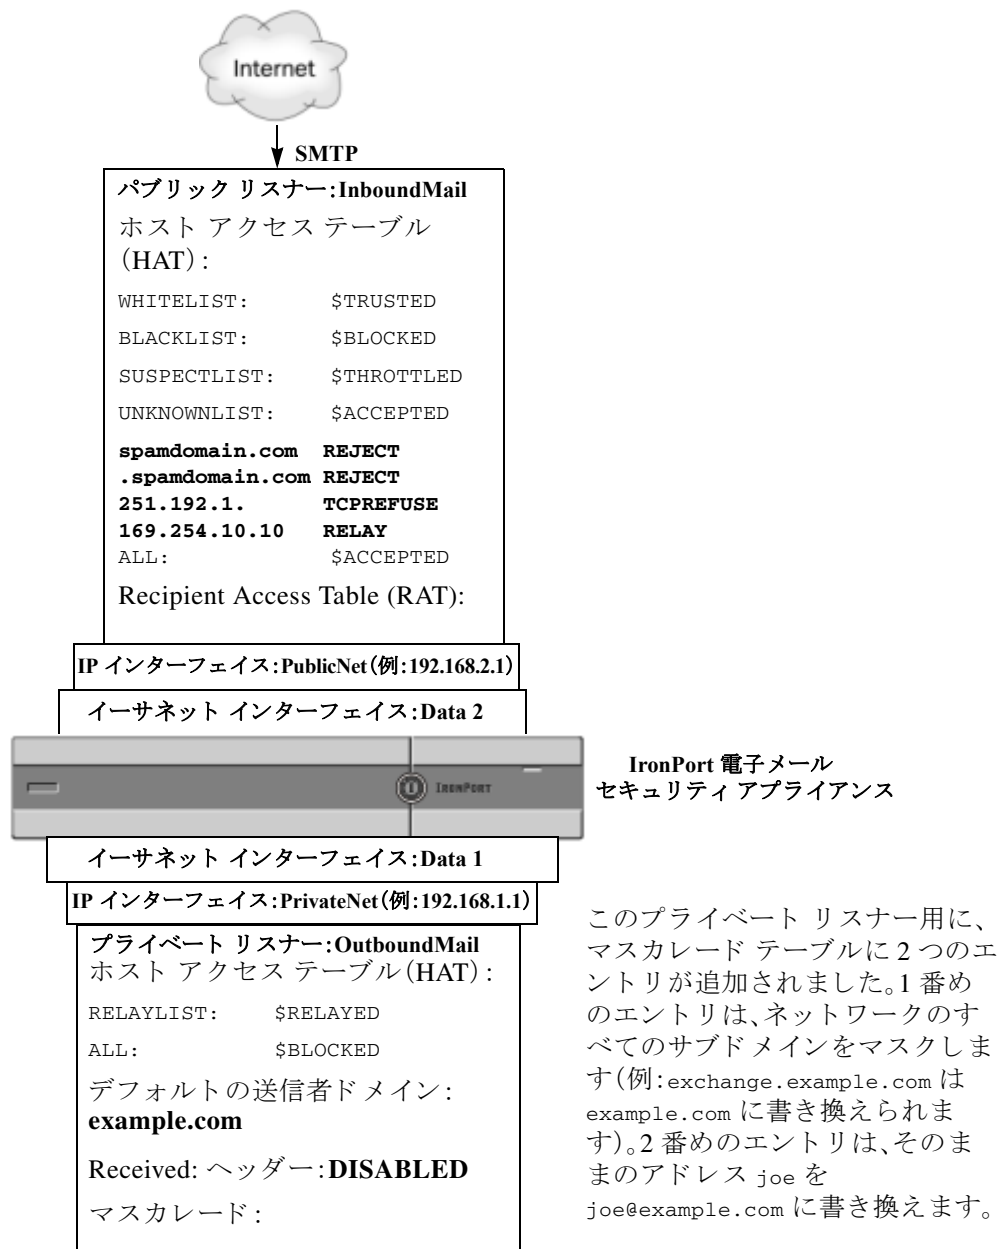 Internet
SMTP
パブリック リスナー:InboundMail
ホスト アクセス テーブル
(HAT):
WHITELIST: $TRUSTED
BLACKLIST: $BLOCKED
SUSPECTLIST: $THROTTLED
UNKNOWNLIST: $ACCEPTED
spamdomain.com REJECT
.spamdomain.com REJECT
251.192.1. TCPREFUSE
169.254.10.10 RELAY
ALL: $ACCEPTED
Recipient Access Table (RAT):
IP インターフェイス:PublicNet(例:192.168.2.1)
イーサネット インターフェイス:Data 2
IRONPORT
IronPort 電子メール
セキュリティ アプライアンス
イーサネット インターフェイス:Data 1
IP インターフェイス:PrivateNet(例:192.168.1.1)
プライベート リスナー:OutboundMail
ホスト アクセス テーブル(HAT):
RELAYLIST: $RELAYED
ALL: $BLOCKED
デフォルトの送信者ドメイン:
example.com
Received: ヘッダー:DISABLED
マスカレード:
このプライベート リスナー用に、
マスカレード テーブルに 2 つのエ
ントリが追加されました。1 番め
のエントリは、ネットワークのす
べてのサブドメインをマスクしま
す(例:exchange.example.com は
example.com に書き換えられま
す)。2 番めのエントリは、そのま
まのアドレス joe を
joe@example.com に書き換えます。